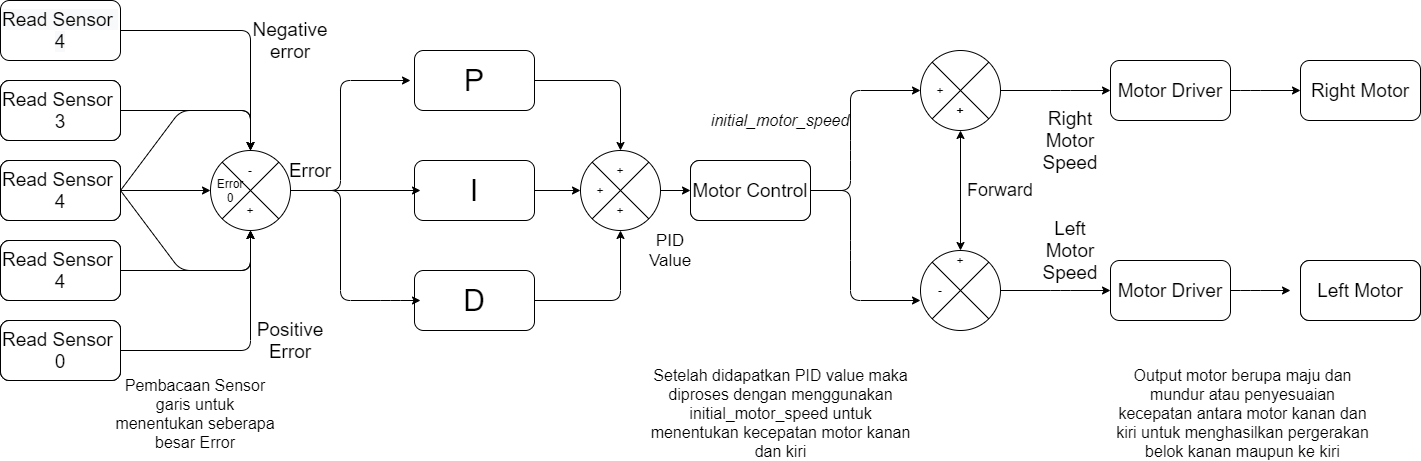 Read Sensor
4
Negative
error
Read Sensor
3
Read Sensor
4
Read Sensor
4
Read Sensor
0
-
Error
0
+
Positive
Error
Error
P
I
D
+
+
+
PID
Value
Motor Control
initial_motor_speed
+
+
Forward
+
-
Right
Motor
Speed
Left
Motor
Speed
Motor Driver
Right Motor
Motor Driver
Left Motor
Pembacaan Sensor
garis untuk
menentukan seberapa
besar Error
Setelah didapatkan PID value maka
diproses dengan menggunakan
initial_motor_speed untuk
menentukan kecepatan motor kanan
dan kiri
Output motor berupa maju dan
mundur atau penyesuaian
kecepatan antara motor kanan dan
kiri untuk menghasilkan pergerakan
belok kanan maupun ke kiri